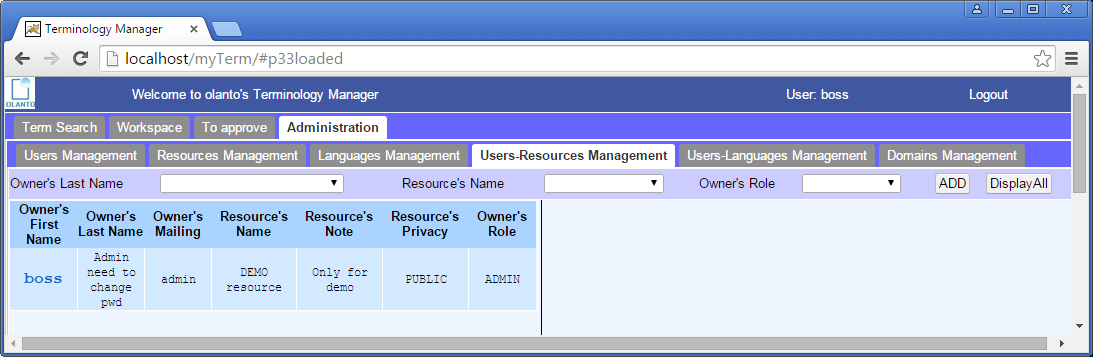 Terminology Manager
localhost/myTerm/#p33loaded
OLANTO
Welcome to olanto's Terminology Manager User: boss Logout
Term Search Workspace To approve Administration
Users Management Resources Management Languages Management Users-Resources Management Users-Languages Management Domains Management
Owner's Last Name Resource's Name Owner's Role ADD DisplayAll
Owner's First Name Owner's Last Name Owner's Mailing Resource's Name Resource's Note Resource's Privacy Owner's Role
boss Admin need to change pwd admin DEMO resource Only for demo PUBLIC ADMIN